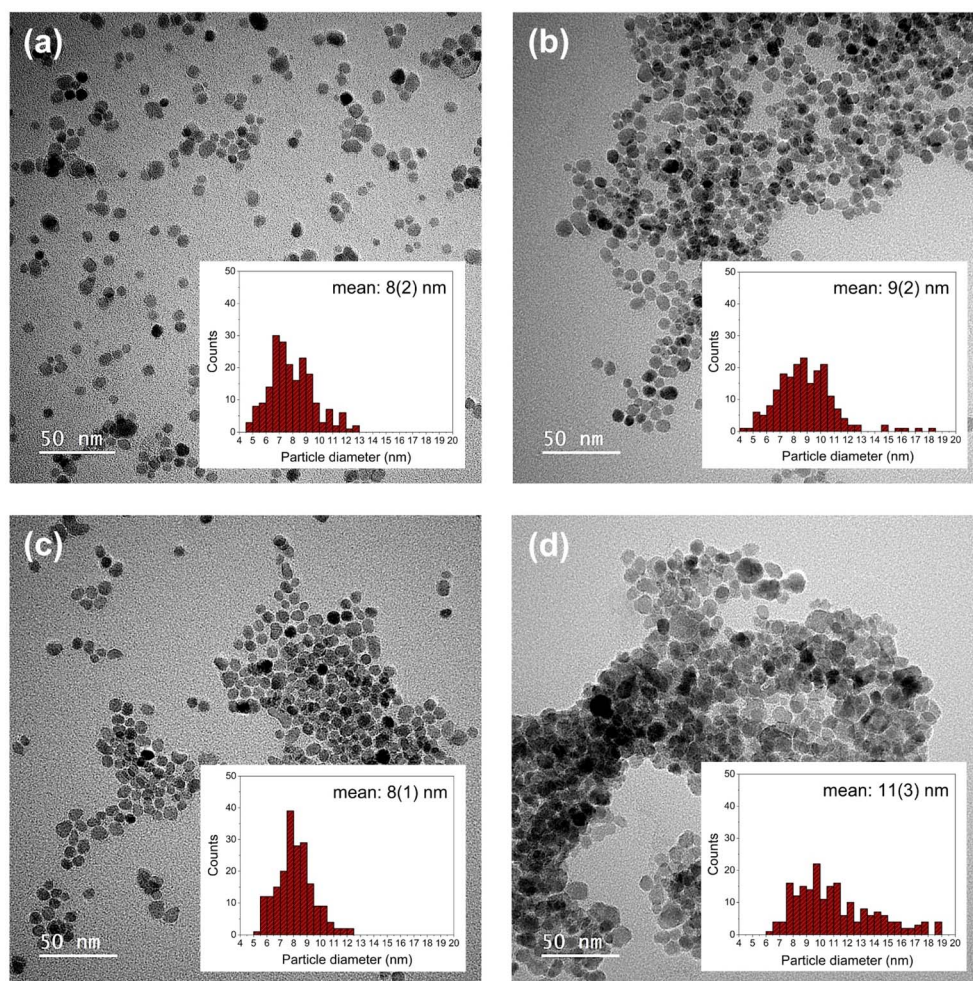 (a)
mean: 8(2) nm
50
40
30
20
10
0
Counts
4 5 6 7 8 9 10 11 12 13 14 15 16 17 18 19 20
Particle diameter (nm)
50 nm
(b)
mean: 9(2) nm
50
40
30
20
10
0
Counts
4 5 6 7 8 9 10 11 12 13 14 15 16 17 18 19 20
Particle diameter (nm)
50 nm
(c)
mean: 8(1) nm
50
40
30
20
10
0
Counts
4 5 6 7 8 9 10 11 12 13 14 15 16 17 18 19 20
Particle diameter (nm)
50 nm
(d)
mean: 11(3) nm
50
40
30
20
10
0
Counts
4 5 6 7 8 9 10 11 12 13 14 15 16 17 18 19 20
Particle diameter (nm)
50 nm